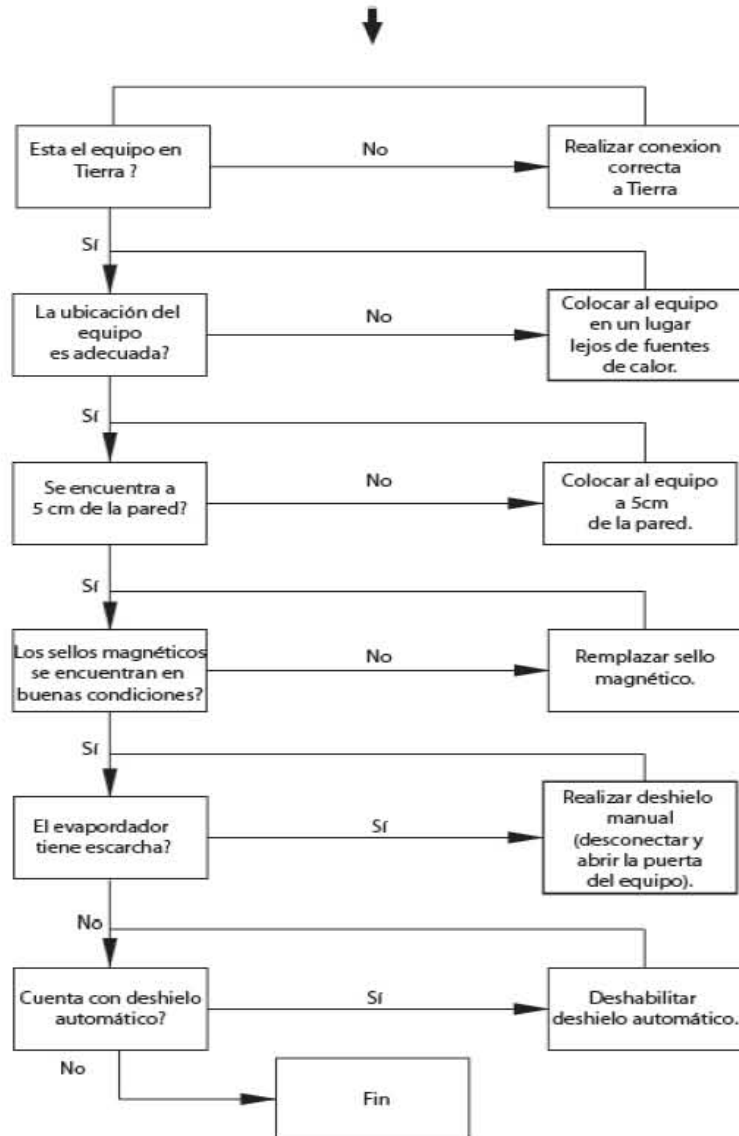 Esta el equipo en
Tierra ?
No
Realizar conexion
correcta
a Tierra
Sí
La ubicación del
equipo
es adecuada?
No
Colocar al equipo
en un lugar
lejos de fuentes
de calor.
Sí
Se encuentra a
5 cm de la pared?
No
Colocar al equipo
a 5cm
de la pared.
Sí
Los sellos magnéticos
se encuentran en
buenas condiciones?
No
Remplazar sello
magnético.
Sí
El evapordador
tiene escarcha?
Sí
Realizar deshielo
manual
(desconectar y
abrir la puerta
del equipo).
No
Cuenta con deshielo
automático?
Sí
Deshabilitar
deshielo automático.
No
Fin